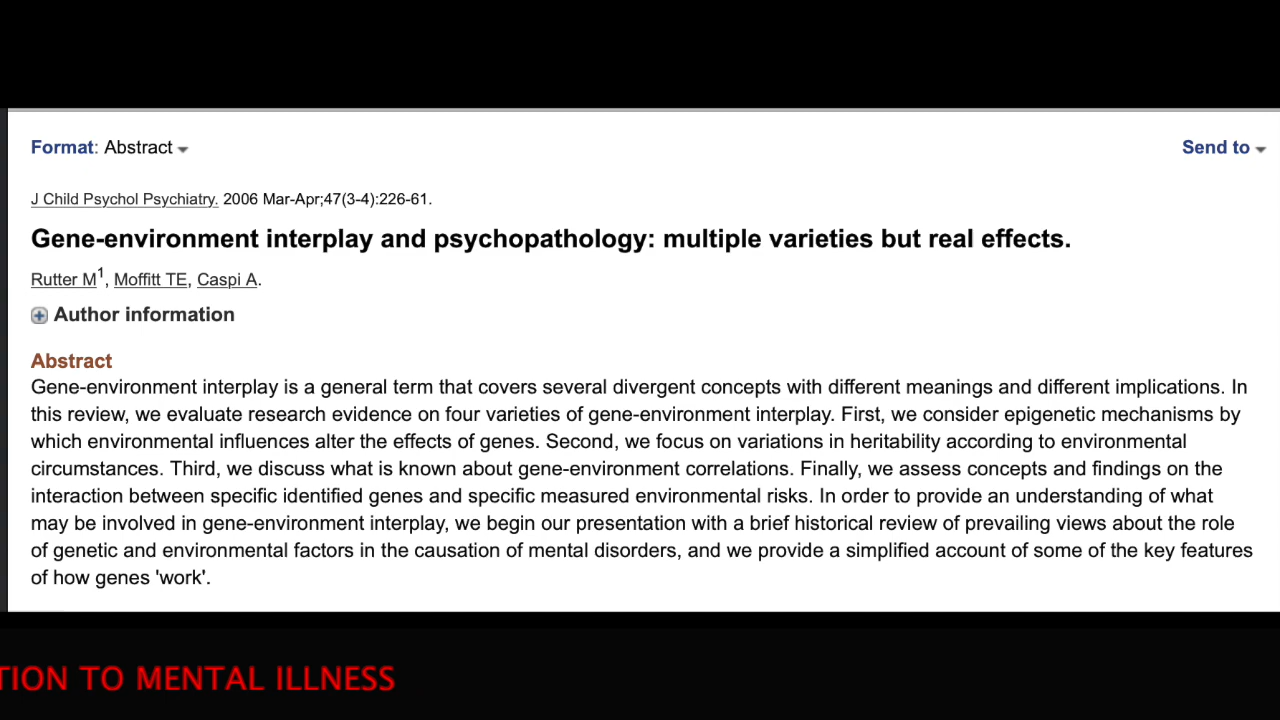 Format: Abstract
Send to
J Child Psychol Psychiatry. 2006 Mar-Apr;47(3-4):226-61.
Gene-environment interplay and psychopathology: multiple varieties but real effects.
Rutter M1, Moffitt TE, Caspi A.
Author information
Abstract
Gene-environment interplay is a general term that covers several divergent concepts with different meanings and different implications. In
this review, we evaluate research evidence on four varieties of gene-environment interplay. First, we consider epigenetic mechanisms by
which environmental influences alter the effects of genes. Second, we focus on variations in heritability according to environmental
circumstances. Third, we discuss what is known about gene-environment correlations. Finally, we assess concepts and findings on the
interaction between specific identified genes and specific measured environmental risks. In order to provide an understanding of what
may be involved in gene-environment interplay, we begin our presentation with a brief historical review of prevailing views about the role
of genetic and environmental factors in the causation of mental disorders, and we provide a simplified account of some of the key features
of how genes 'work'.
TION TO MENTAL ILLNESS